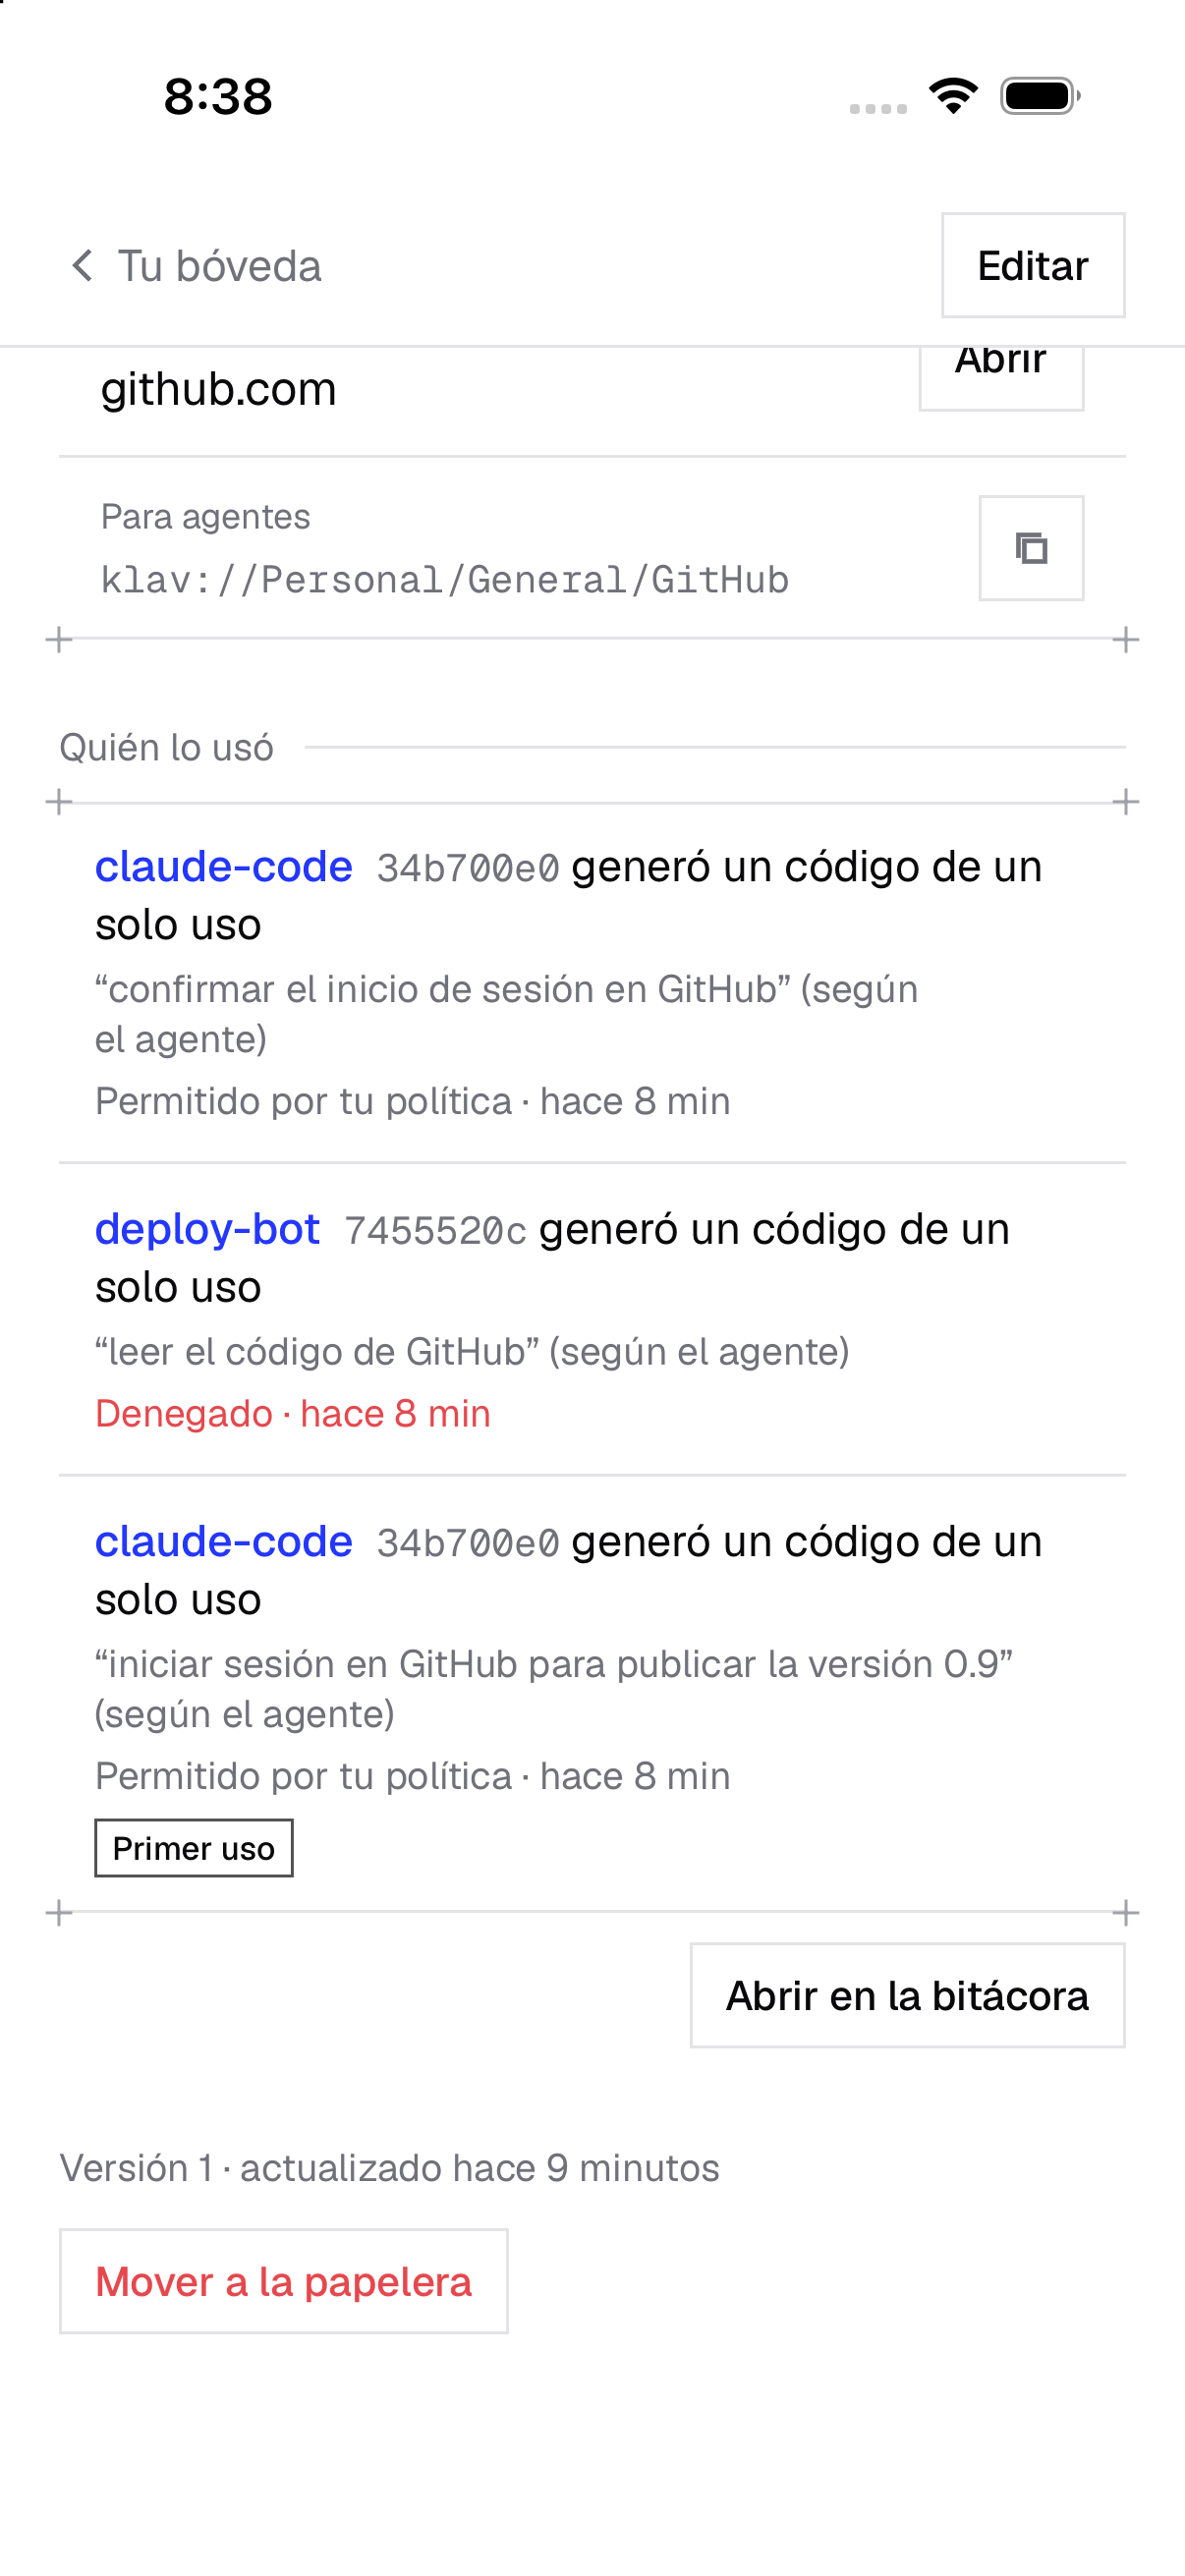 8:38
Tu bóveda
Editar
github.com
Abrir
Para agentes
klav://Personal/General/GitHub
Quién lo usó
claude-code 34b700e0 generó un código de un
solo uso
“confirmar el inicio de sesión en GitHub” (según
el agente)
Permitido por tu política · hace 8 min
deploy-bot 7455520c generó un código de un
solo uso
“leer el código de GitHub” (según el agente)
Denegado · hace 8 min
claude-code 34b700e0 generó un código de un
solo uso
“iniciar sesión en GitHub para publicar la versión 0.9”
(según el agente)
Permitido por tu política · hace 8 min
Primer uso
Abrir en la bitácora
Versión 1 · actualizado hace 9 minutos
Mover a la papelera